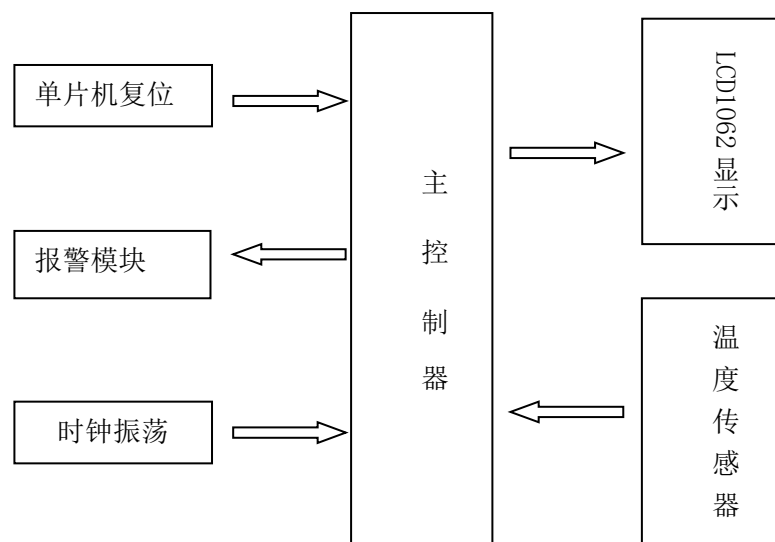 单片机复位
报警模块
时钟振荡
主控制器
LCD1062显示
温度传感器